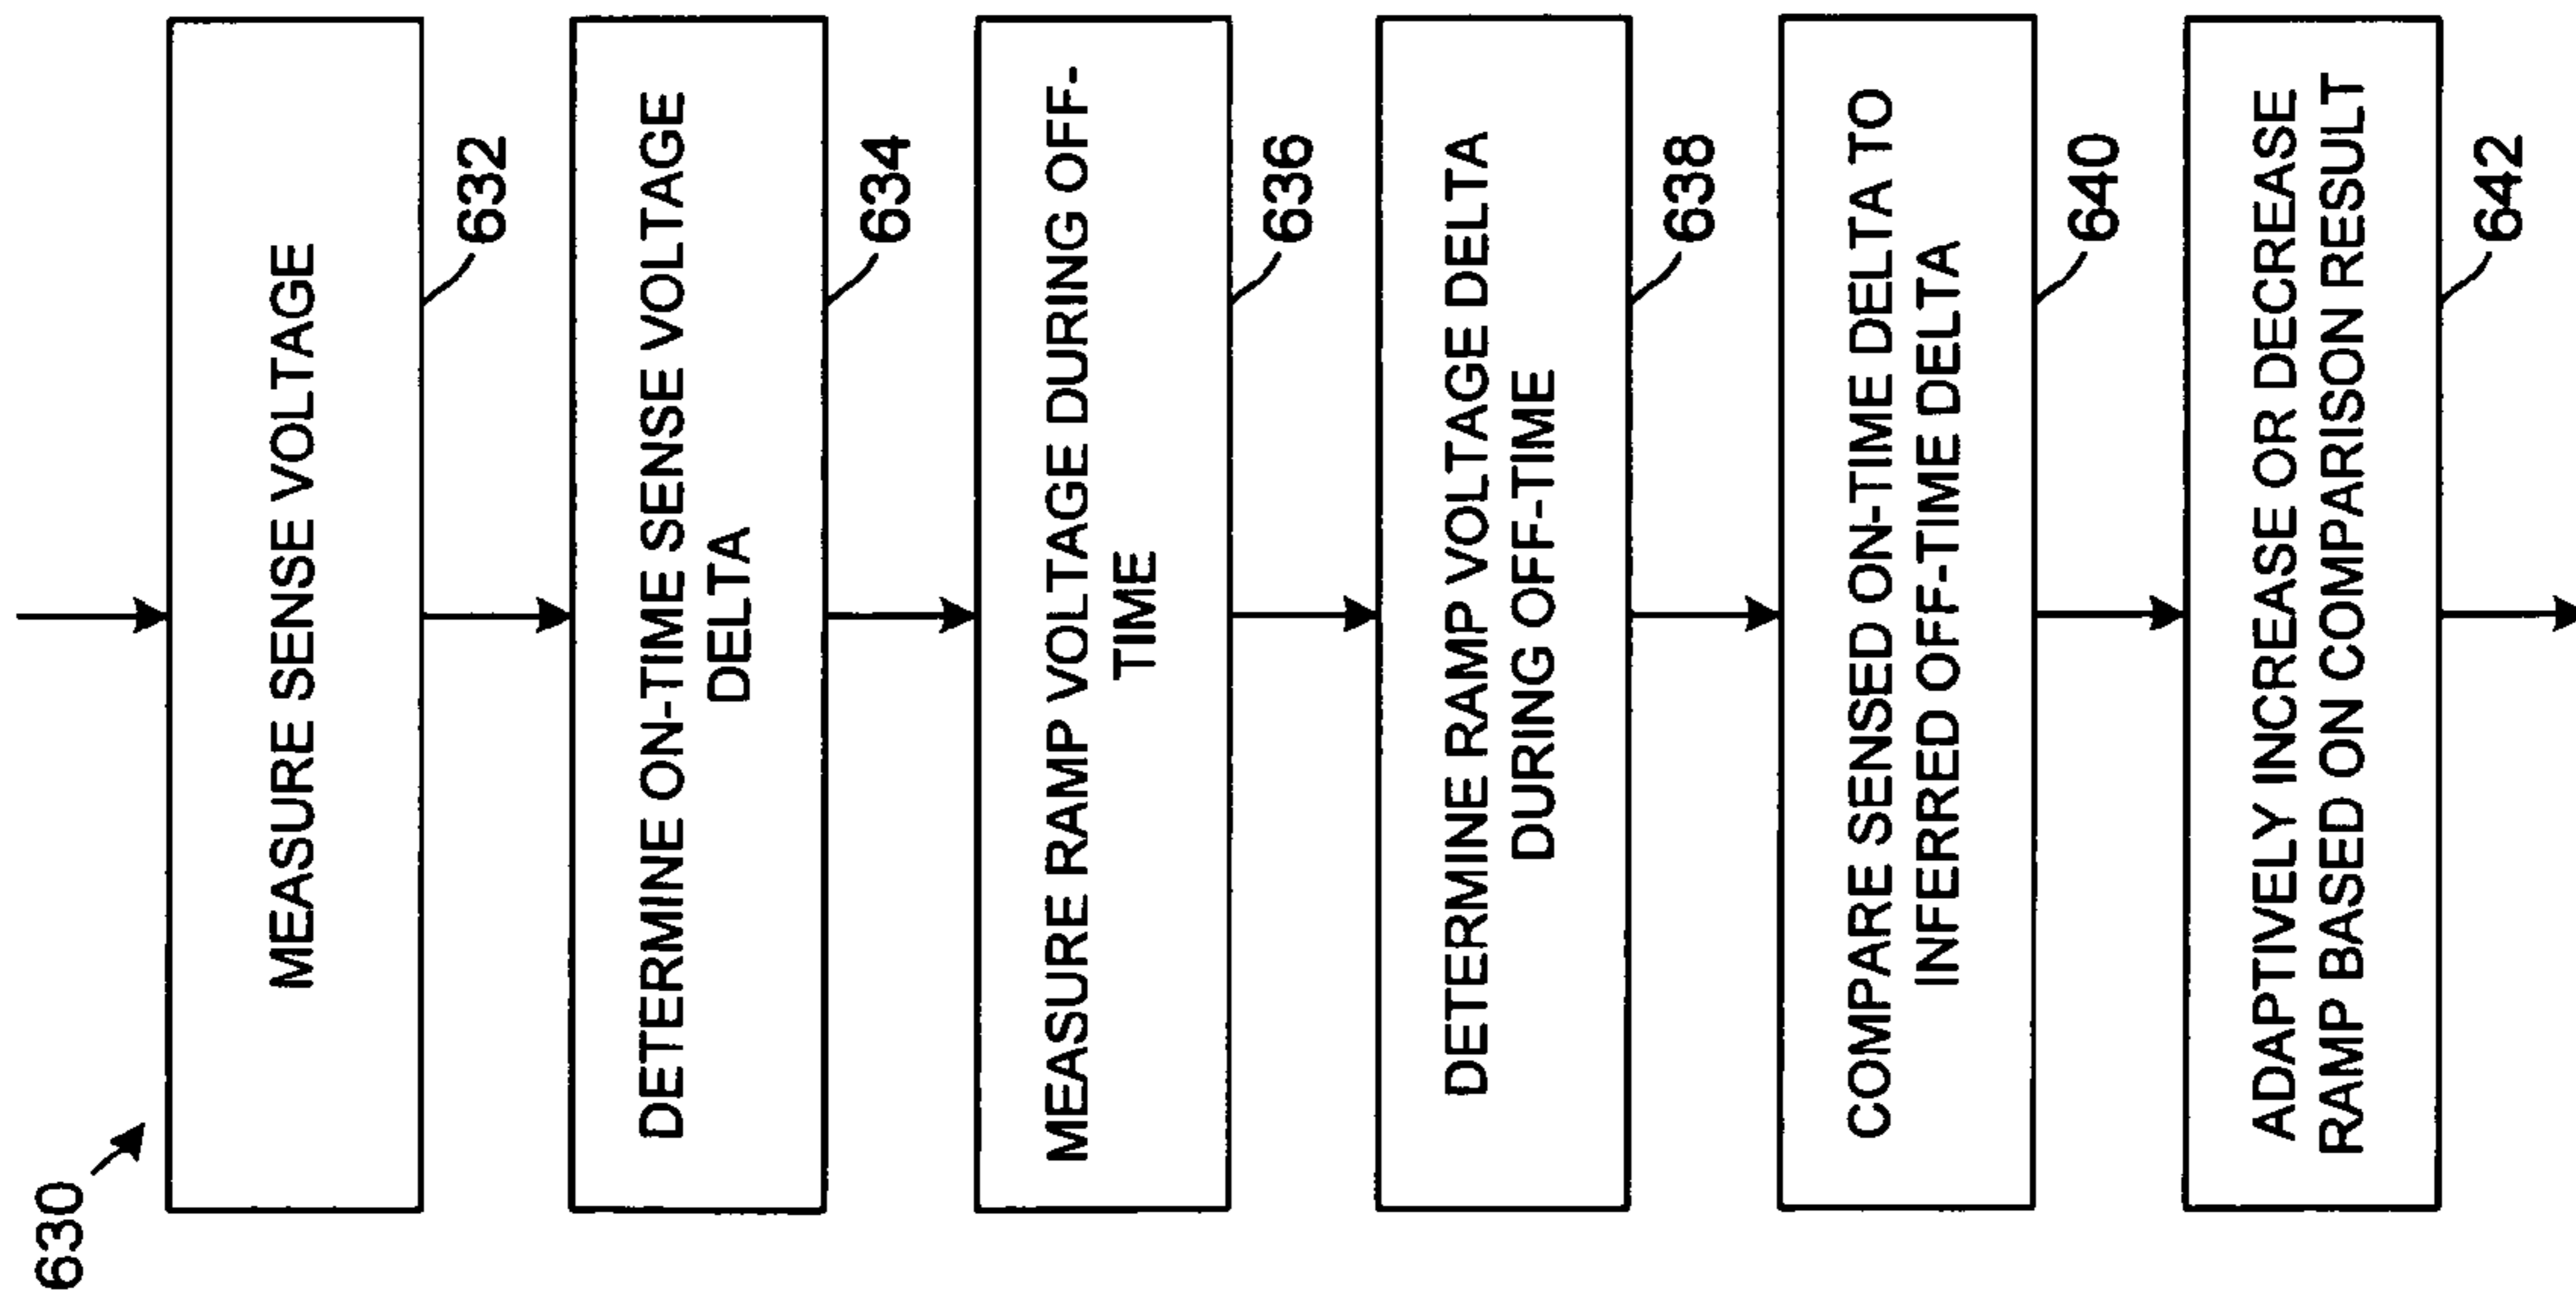 630
MEASURE SENSE VOLTAGE
632
DETERMINE ON-TIME SENSE VOLTAGE
DELTA
634
MEASURE RAMP VOLTAGE DURING OFF-
TIME
636
DETERMINE RAMP VOLTAGE DELTA
DURING OFF-TIME
638
COMPARE SENSED ON-TIME DELTA TO
INFERRED OFF-TIME DELTA
640
ADAPTIVELY INCREASE OR DECREASE
RAMP BASED ON COMPARISON RESULT
642